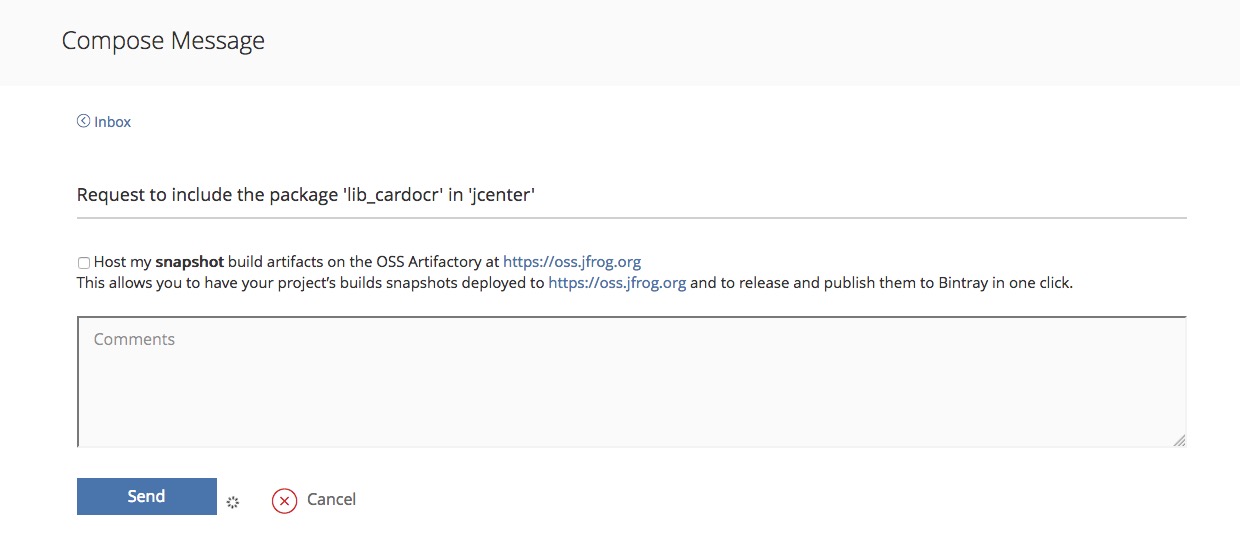 Compose Message
Inbox
Request to include the package 'lib_cardocr' in 'jcenter'
Host my snapshot build artifacts on the OSS Artifactory at https://oss.jfrog.org
This allows you to have your project’s builds snapshots deployed to https://oss.jfrog.org and to release and publish them to Bintray in one click.
Comments
Send Cancel